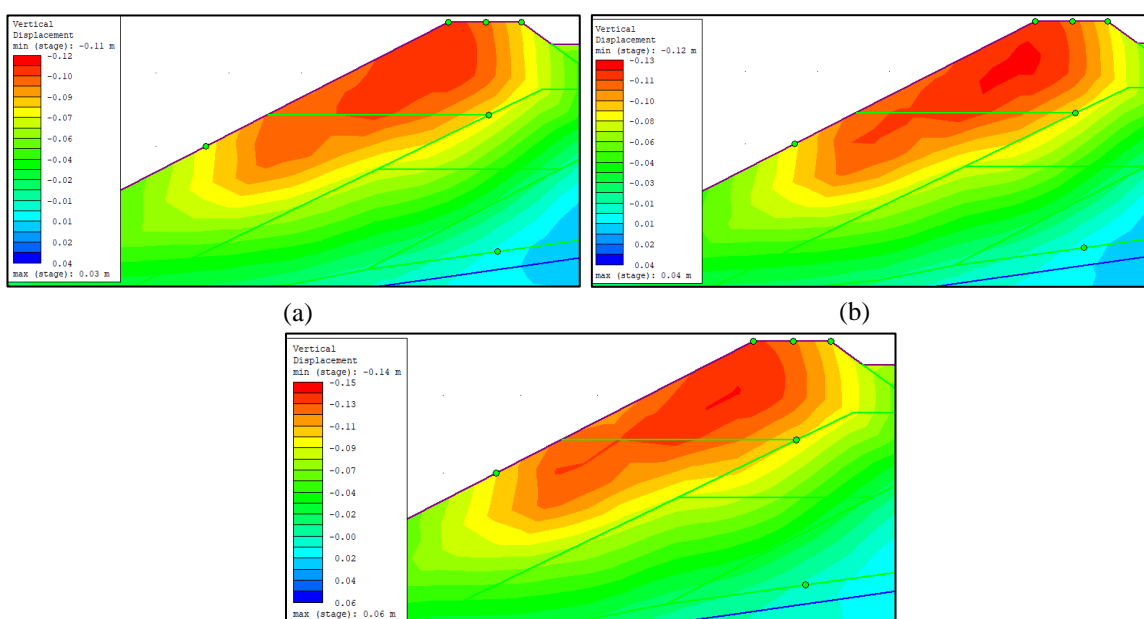 Vertical
Displacement
min (stage): -0.11 m
-0.12
-0.10
-0.09
-0.07
-0.06
-0.04
-0.02
-0.01
0.01
0.02
0.04
max (stage): 0.03 m
(a)
Vertical
Displacement
min (stage): -0.12 m
-0.13
-0.11
-0.10
-0.08
-0.06
-0.05
-0.03
-0.01
0.01
0.02
0.04
max (stage): 0.04 m
(b)
Vertical
Displacement
min (stage): -0.14 m
-0.15
-0.13
-0.11
-0.09
-0.07
-0.04
-0.02
-0.00
0.02
0.04
0.06
max (stage): 0.06 m